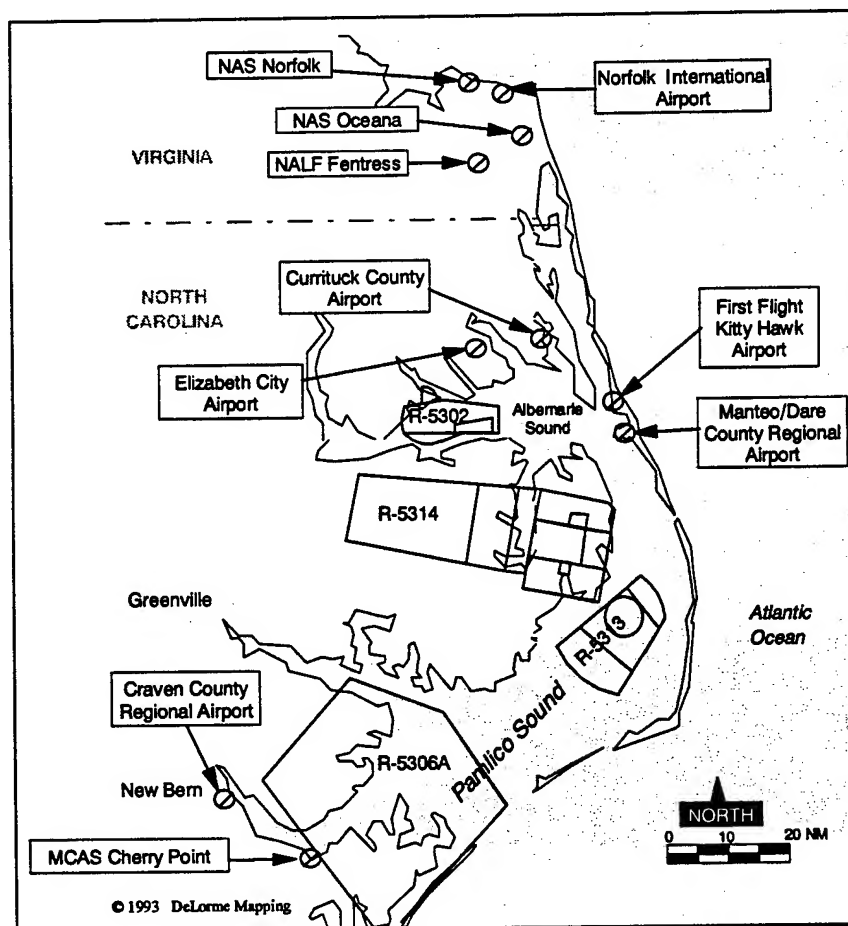 NAS Norfolk
Norfolk International
Airport
NAS Oceana
VIRGINIA
NALF Fentress
Currituck County
Airport
NORTH
CAROLINA
First Flight
Kitty Hawk
Airport
Elizabeth City
Airport
R-5302
Albemarle
Sound
Manteo/Dare
County Regional
Airport
R-5314
Greenville
Atlantic
Ocean
R-5313
Craven County
Regional Airport
Pamlico Sound
R-5306A
New Bern
NORTH
0 10 20 NM
MCAS Cherry Point
© 1993 DeLorme Mapping